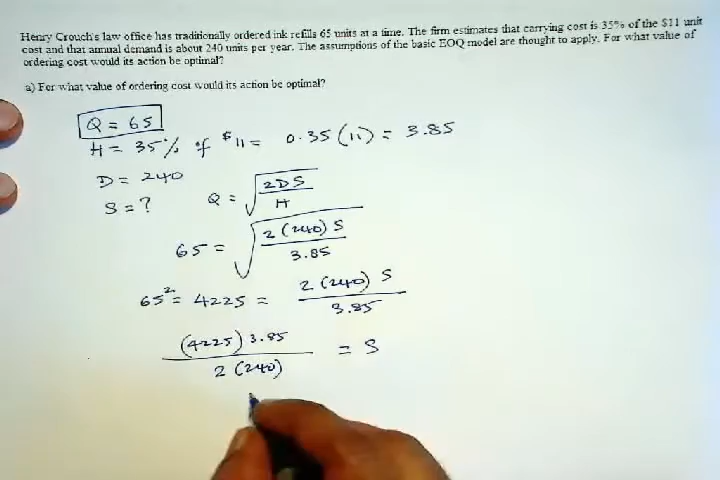 Henry Crouch's law office has traditionally ordered ink refills 65 units at a time. The firm estimates that carrying cost is 35% of the $11 unit
cost and that annual demand is about 240 units per year. The assumptions of the basic EOQ model are thought to apply. For what value of
ordering cost would its action be optimal?
a) For what value of ordering cost would its action be optimal?
Q = 65
H = 35% of $11 = 0.35 (11) = 3.85
D = 240
S = ?
Q = √(2DS / H)
65 = √(2 (240) S / 3.85)
65² = 4225 = 2 (240) S / 3.85
(4225) 3.85 / 2 (240) = S